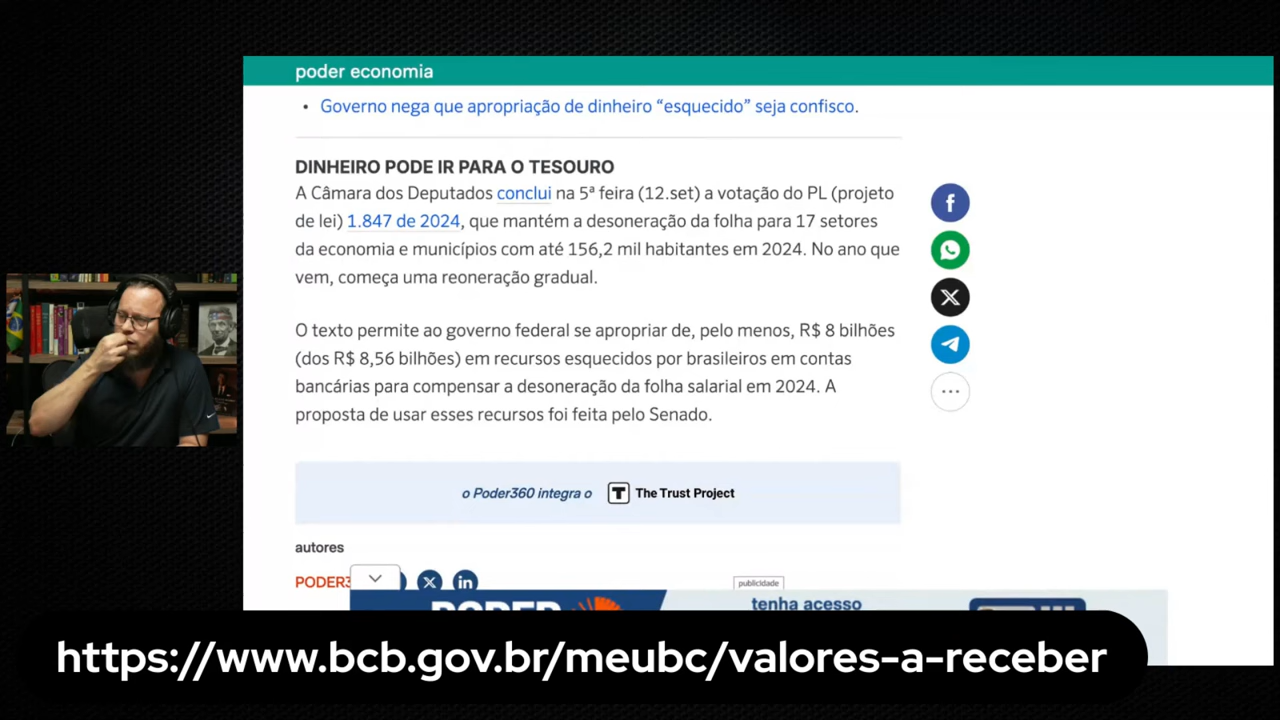 poder economia
• Governo nega que apropriação de dinheiro “esquecido” seja confisco.
DINHEIRO PODE IR PARA O TESOURO
A Câmara dos Deputados conclui na 5ª feira (12.set) a votação do PL (projeto
de lei) 1.847 de 2024, que mantém a desoneração da folha para 17 setores
da economia e municípios com até 156,2 mil habitantes em 2024. No ano que
vem, começa uma reoneração gradual.
O texto permite ao governo federal se apropriar de, pelo menos, R$ 8 bilhões
(dos R$ 8,56 bilhões) em recursos esquecidos por brasileiros em contas
bancárias para compensar a desoneração da folha salarial em 2024. A
proposta de usar esses recursos foi feita pelo Senado.
o Poder360 integra o The Trust Project
autores
publicidade
PODER
tenha acesso
https://www.bcb.gov.br/meubc/valores-a-receber